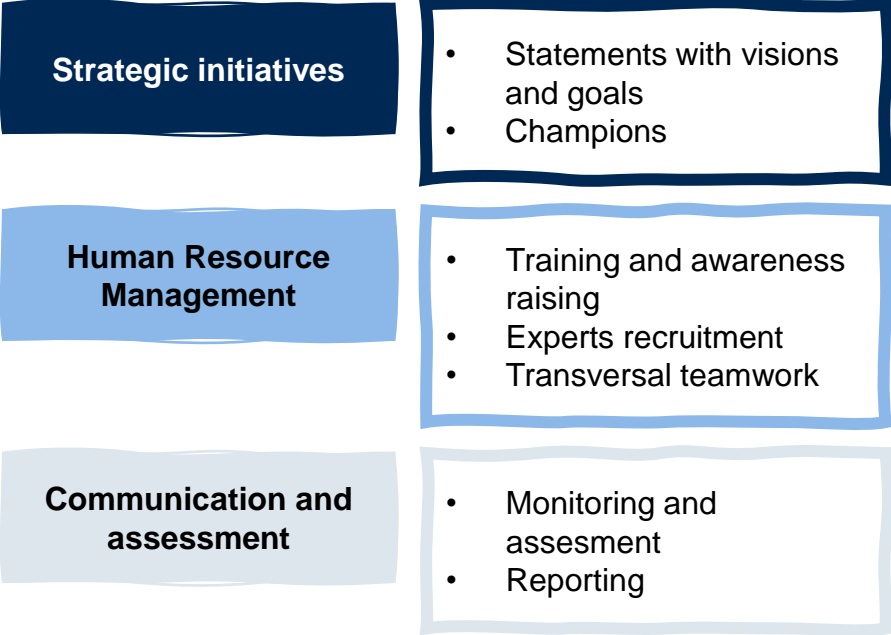 Strategic initiatives
• Statements with visions
and goals
• Champions
Human Resource
Management
• Training and awareness
raising
• Experts recruitment
• Transversal teamwork
Communication and
assessment
• Monitoring and
assesment
• Reporting